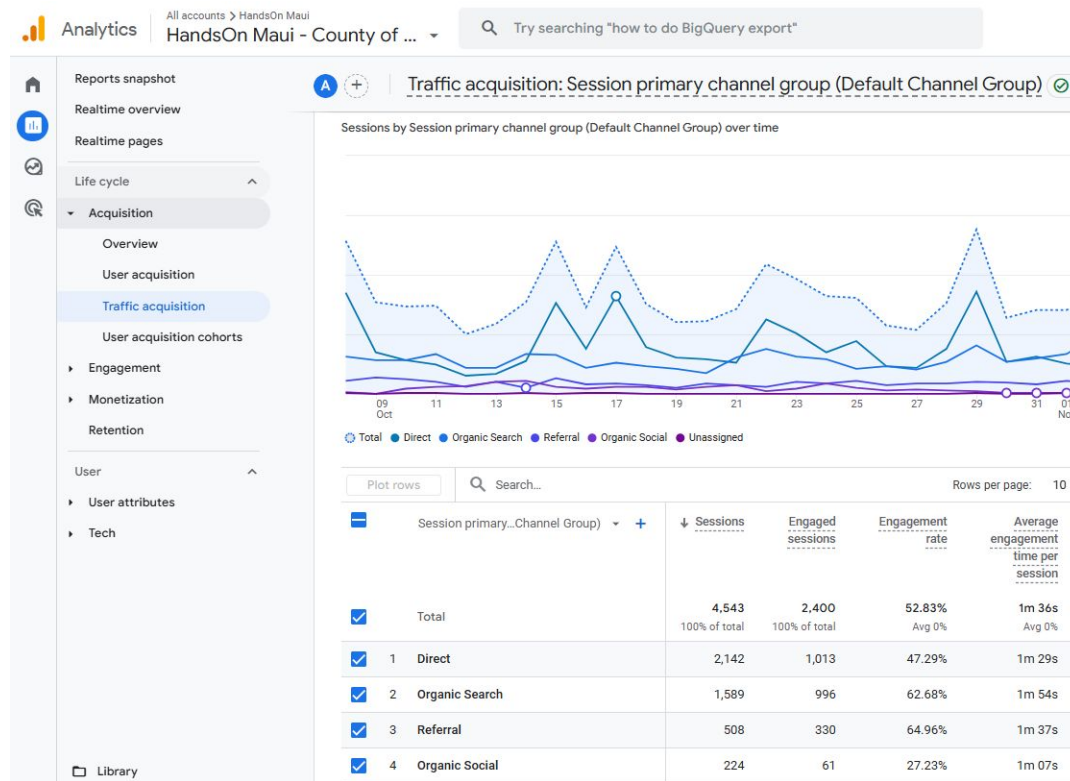 All accounts > HandsOn Maui
Analytics
HandsOn Maui - County of ...
Try searching "how to do BigQuery export"
Reports snapshot
Realtime overview
Realtime pages
Life cycle
Acquisition
Overview
User acquisition
Traffic acquisition
User acquisition cohorts
Engagement
Monetization
Retention
User
User attributes
Tech
Library
A
Traffic acquisition: Session primary channel group (Default Channel Group)
Sessions by Session primary channel group (Default Channel Group) over time
09 11 13 15 17 19 21 23 25 27 29 31 01
Oct No
Total Direct Organic Search Referral Organic Social Unassigned
Plot rows Search... Rows per page: 10
Session primary...Channel Group) + Sessions Engaged sessions Engagement rate Average engagement time per session
Total 4,543 2,400 52.83% 1m 36s
100% of total 100% of total Avg 0% Avg 0%
1 Direct 2,142 1,013 47.29% 1m 29s
2 Organic Search 1,589 996 62.68% 1m 54s
3 Referral 508 330 64.96% 1m 37s
4 Organic Social 224 61 27.23% 1m 07s